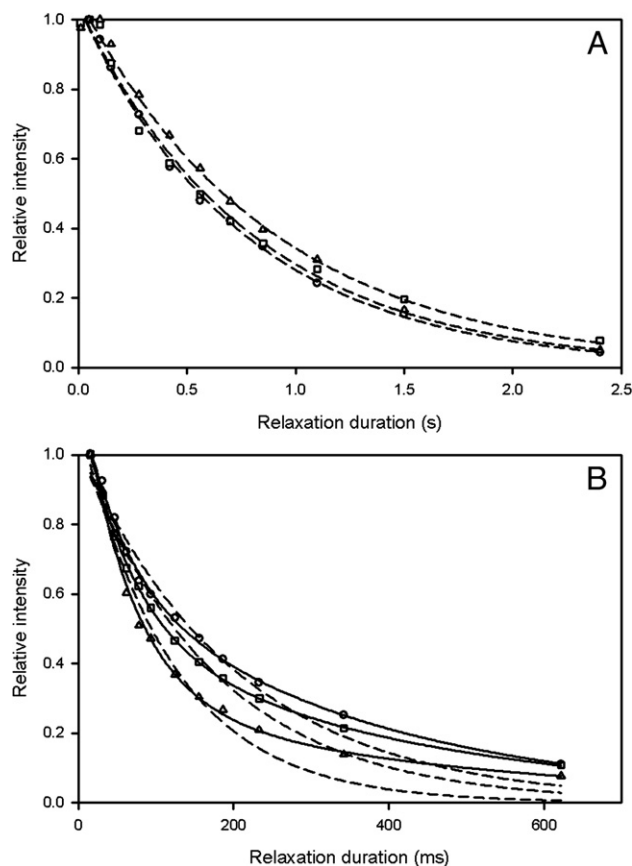 A
1.0
0.8
0.6
0.4
0.2
0.0
Relative intensity
0.0 0.5 1.0 1.5 2.0 2.5
Relaxation duration (s)
B
1.0
0.8
0.6
0.4
0.2
0.0
Relative intensity
0 200 400 600
Relaxation duration (ms)